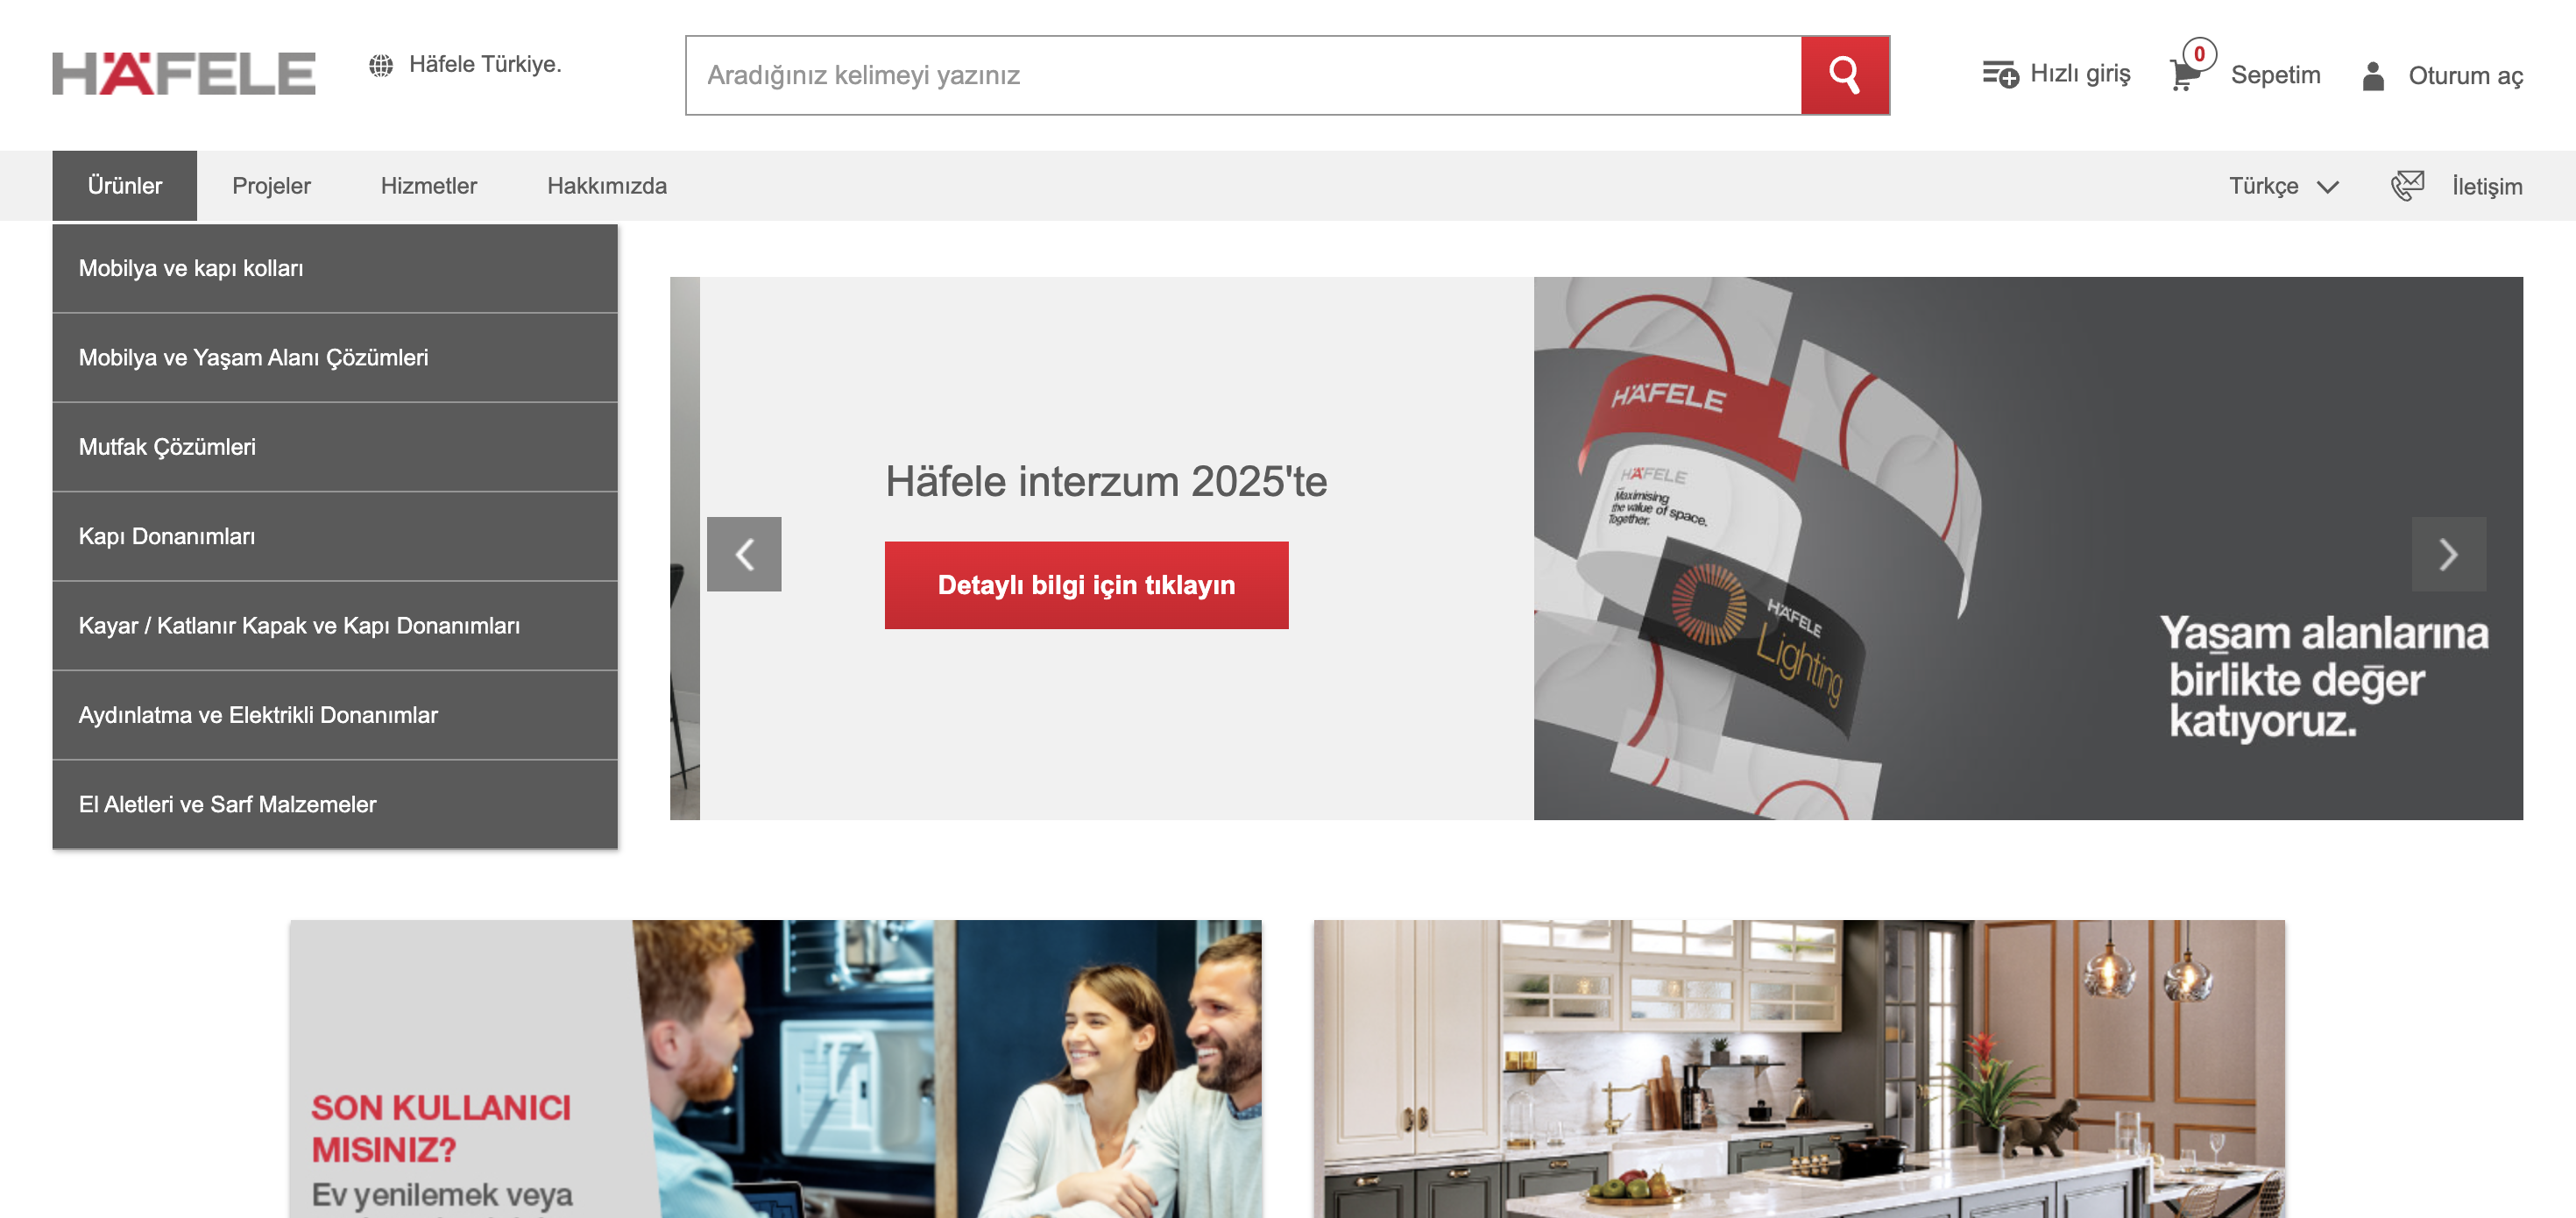 HÄFELE
Häfele Türkiye.
Aradığınız kelimeyi yazınız
Hızlı giriş
0
Sepetim
Oturum aç
Ürünler
Projeler
Hizmetler
Hakkımızda
Türkçe
İletişim
Mobilya ve kapı kolları
Mobilya ve Yaşam Alanı Çözümleri
Mutfak Çözümleri
Kapı Donanımları
Kayar / Katlanır Kapak ve Kapı Donanımları
Aydınlatma ve Elektrikli Donanımlar
El Aletleri ve Sarf Malzemeler
Häfele interzum 2025'te
Detaylı bilgi için tıklayın
HÄFELE
HÄFELE
Maximising
the value of space.
Together.
HÄFELE
Lighting
Yaşam alanlarına
birlikte değer
katıyoruz.
SON KULLANICI
MISINIZ?
Ev yenilemek veya